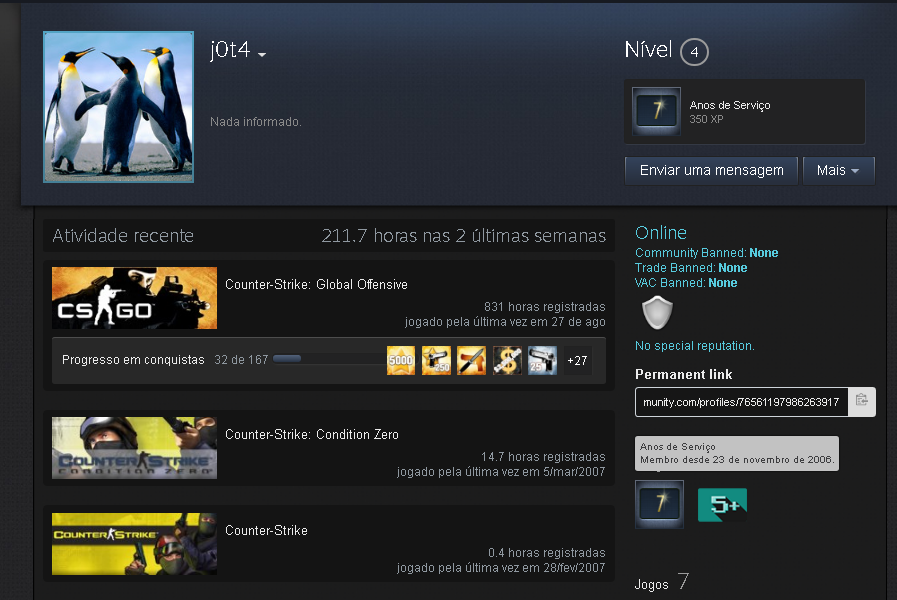 j0t4
Nada informado.
Nível 4
7
Anos de Serviço
350 XP
Enviar uma mensagem
Mais
Atividade recente
211.7 horas nas 2 últimas semanas
CS GO
Counter-Strike: Global Offensive
831 horas registradas
jogado pela última vez em 27 de ago
Progresso em conquistas 32 de 167
5000
250
25
+27
COUNTER STRIKE
CONDITION ZERO
Counter-Strike: Condition Zero
14.7 horas registradas
jogado pela última vez em 5/mar/2007
COUNTER STRIKE
Counter-Strike
0.4 horas registradas
jogado pela última vez em 28/fev/2007
Online
Community Banned: None
Trade Banned: None
VAC Banned: None
No special reputation.
Permanent link
munity.com/profiles/76561197986263917
Anos de Serviço
Membro desde 23 de novembro de 2006.
7
5+
Jogos 7